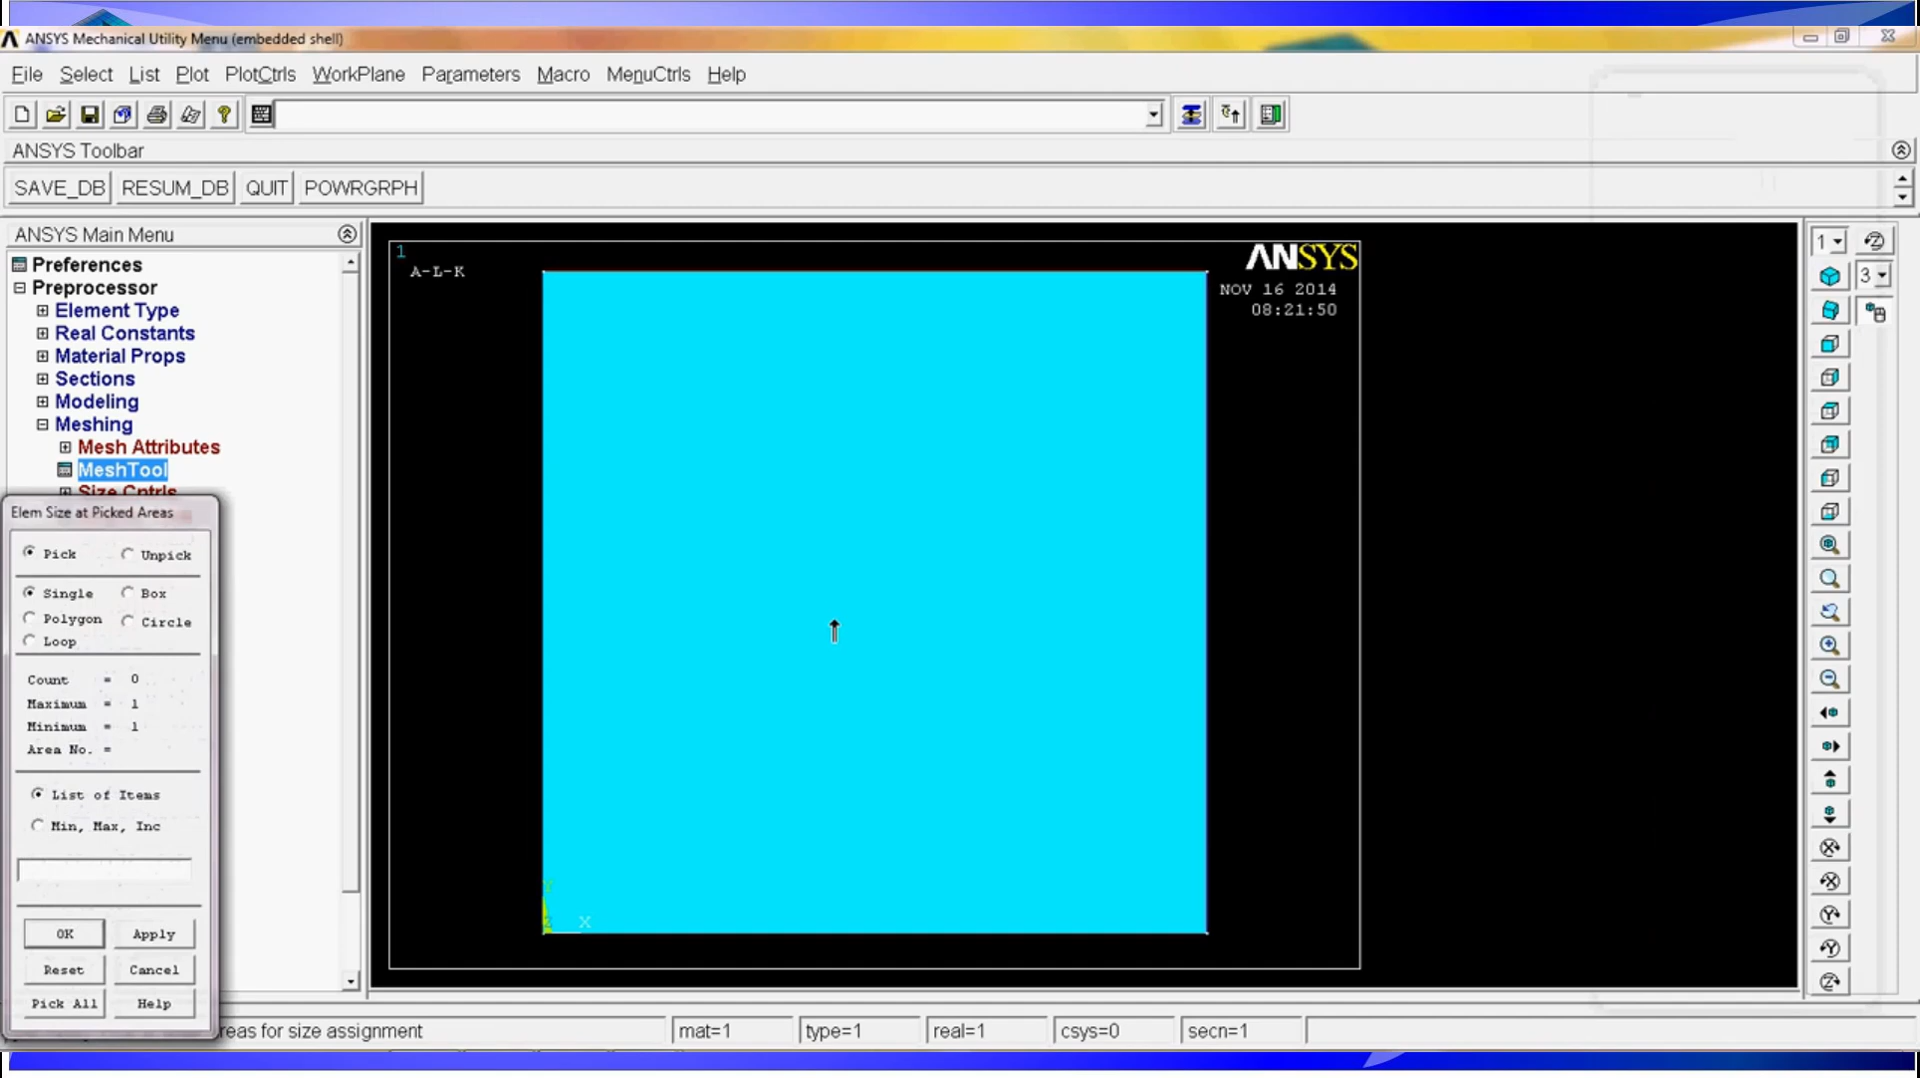 ANSYS Mechanical Utility Menu (embedded shell)
File Select List Plot PlotCtrls WorkPlane Parameters Macro MenuCtrls Help
ANSYS Toolbar
SAVE_DB RESUM_DB QUIT POWRGRPH
ANSYS Main Menu
Preferences
Preprocessor
Element Type
Real Constants
Material Props
Sections
Modeling
Meshing
Mesh Attributes
MeshTool
Size Cntrls
Elem Size at Picked Areas
Pick Unpick
Single Box
Polygon Circle
Loop
Count = 0
Maximum = 1
Minimum = 1
Area No. =
List of Items
Min, Max, Inc
OK Apply
Reset Cancel
Pick All Help
1
A-L-K
ANSYS
NOV 16 2014
08:21:50
Y
Z X
1
3
reas for size assignment
mat=1 type=1 real=1 csys=0 secn=1